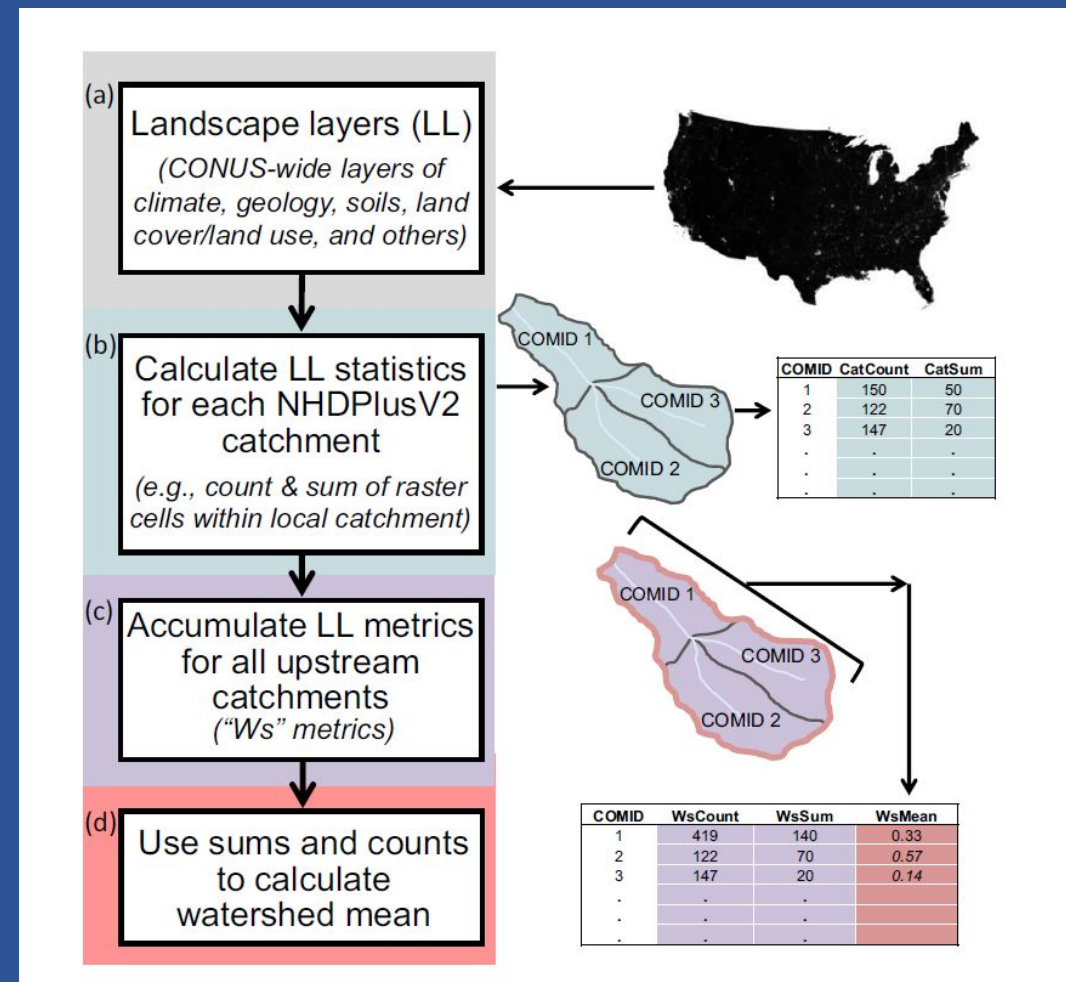 (a)
Landscape layers (LL)
(CONUS-wide layers of
climate, geology, soils, land
cover/land use, and others)
(b)
Calculate LL statistics
for each NHDPlusV2
catchment
(e.g., count & sum of raster
cells within local catchment)
COMID 1
COMID 3
COMID 2
COMID CatCount CatSum
1 150 50
2 122 70
3 147 20
. . .
. . .
. . .
(c)
Accumulate LL metrics
for all upstream
catchments
("Ws" metrics)
COMID 1
COMID 3
COMID 2
(d)
Use sums and counts
to calculate
watershed mean
COMID WsCount WsSum WsMean
1 419 140 0.33
2 122 70 0.57
3 147 20 0.14
. . .
. . .
. . .